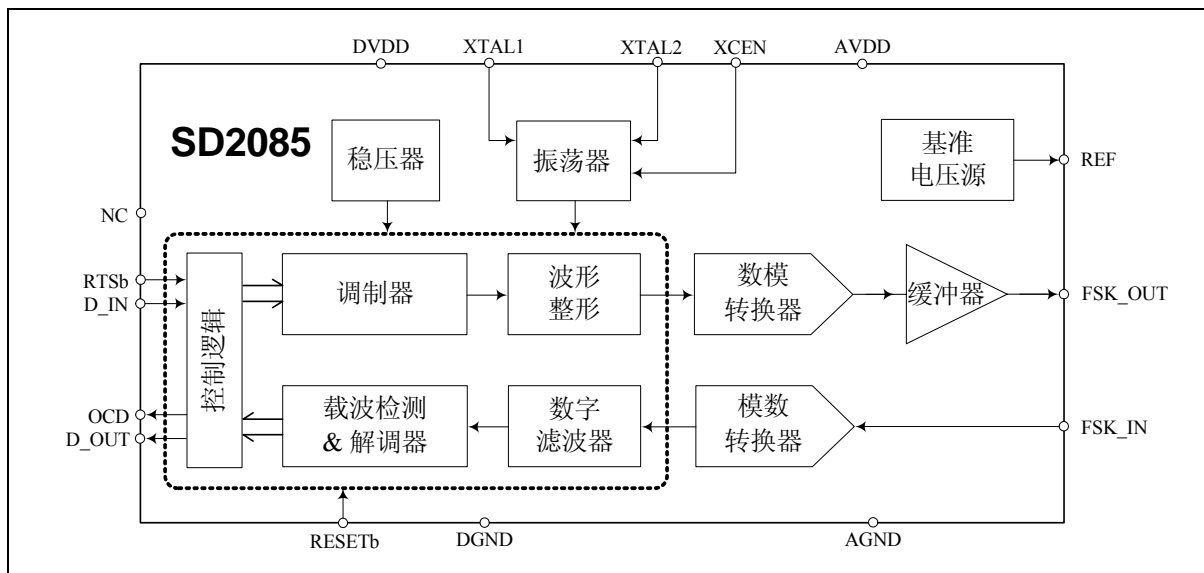 DVDD
XTAL1
XTAL2
XCEN
AVDD
SD2085
稳压器
振荡器
基准
电压源
REF
NC
RTSb
D_IN
控制逻辑
调制器
波形
整形
数模
转换器
缓冲器
FSK_OUT
OCD
D_OUT
载波检测
& 解调器
数字
滤波器
模数
转换器
FSK_IN
RESETb
DGND
AGND